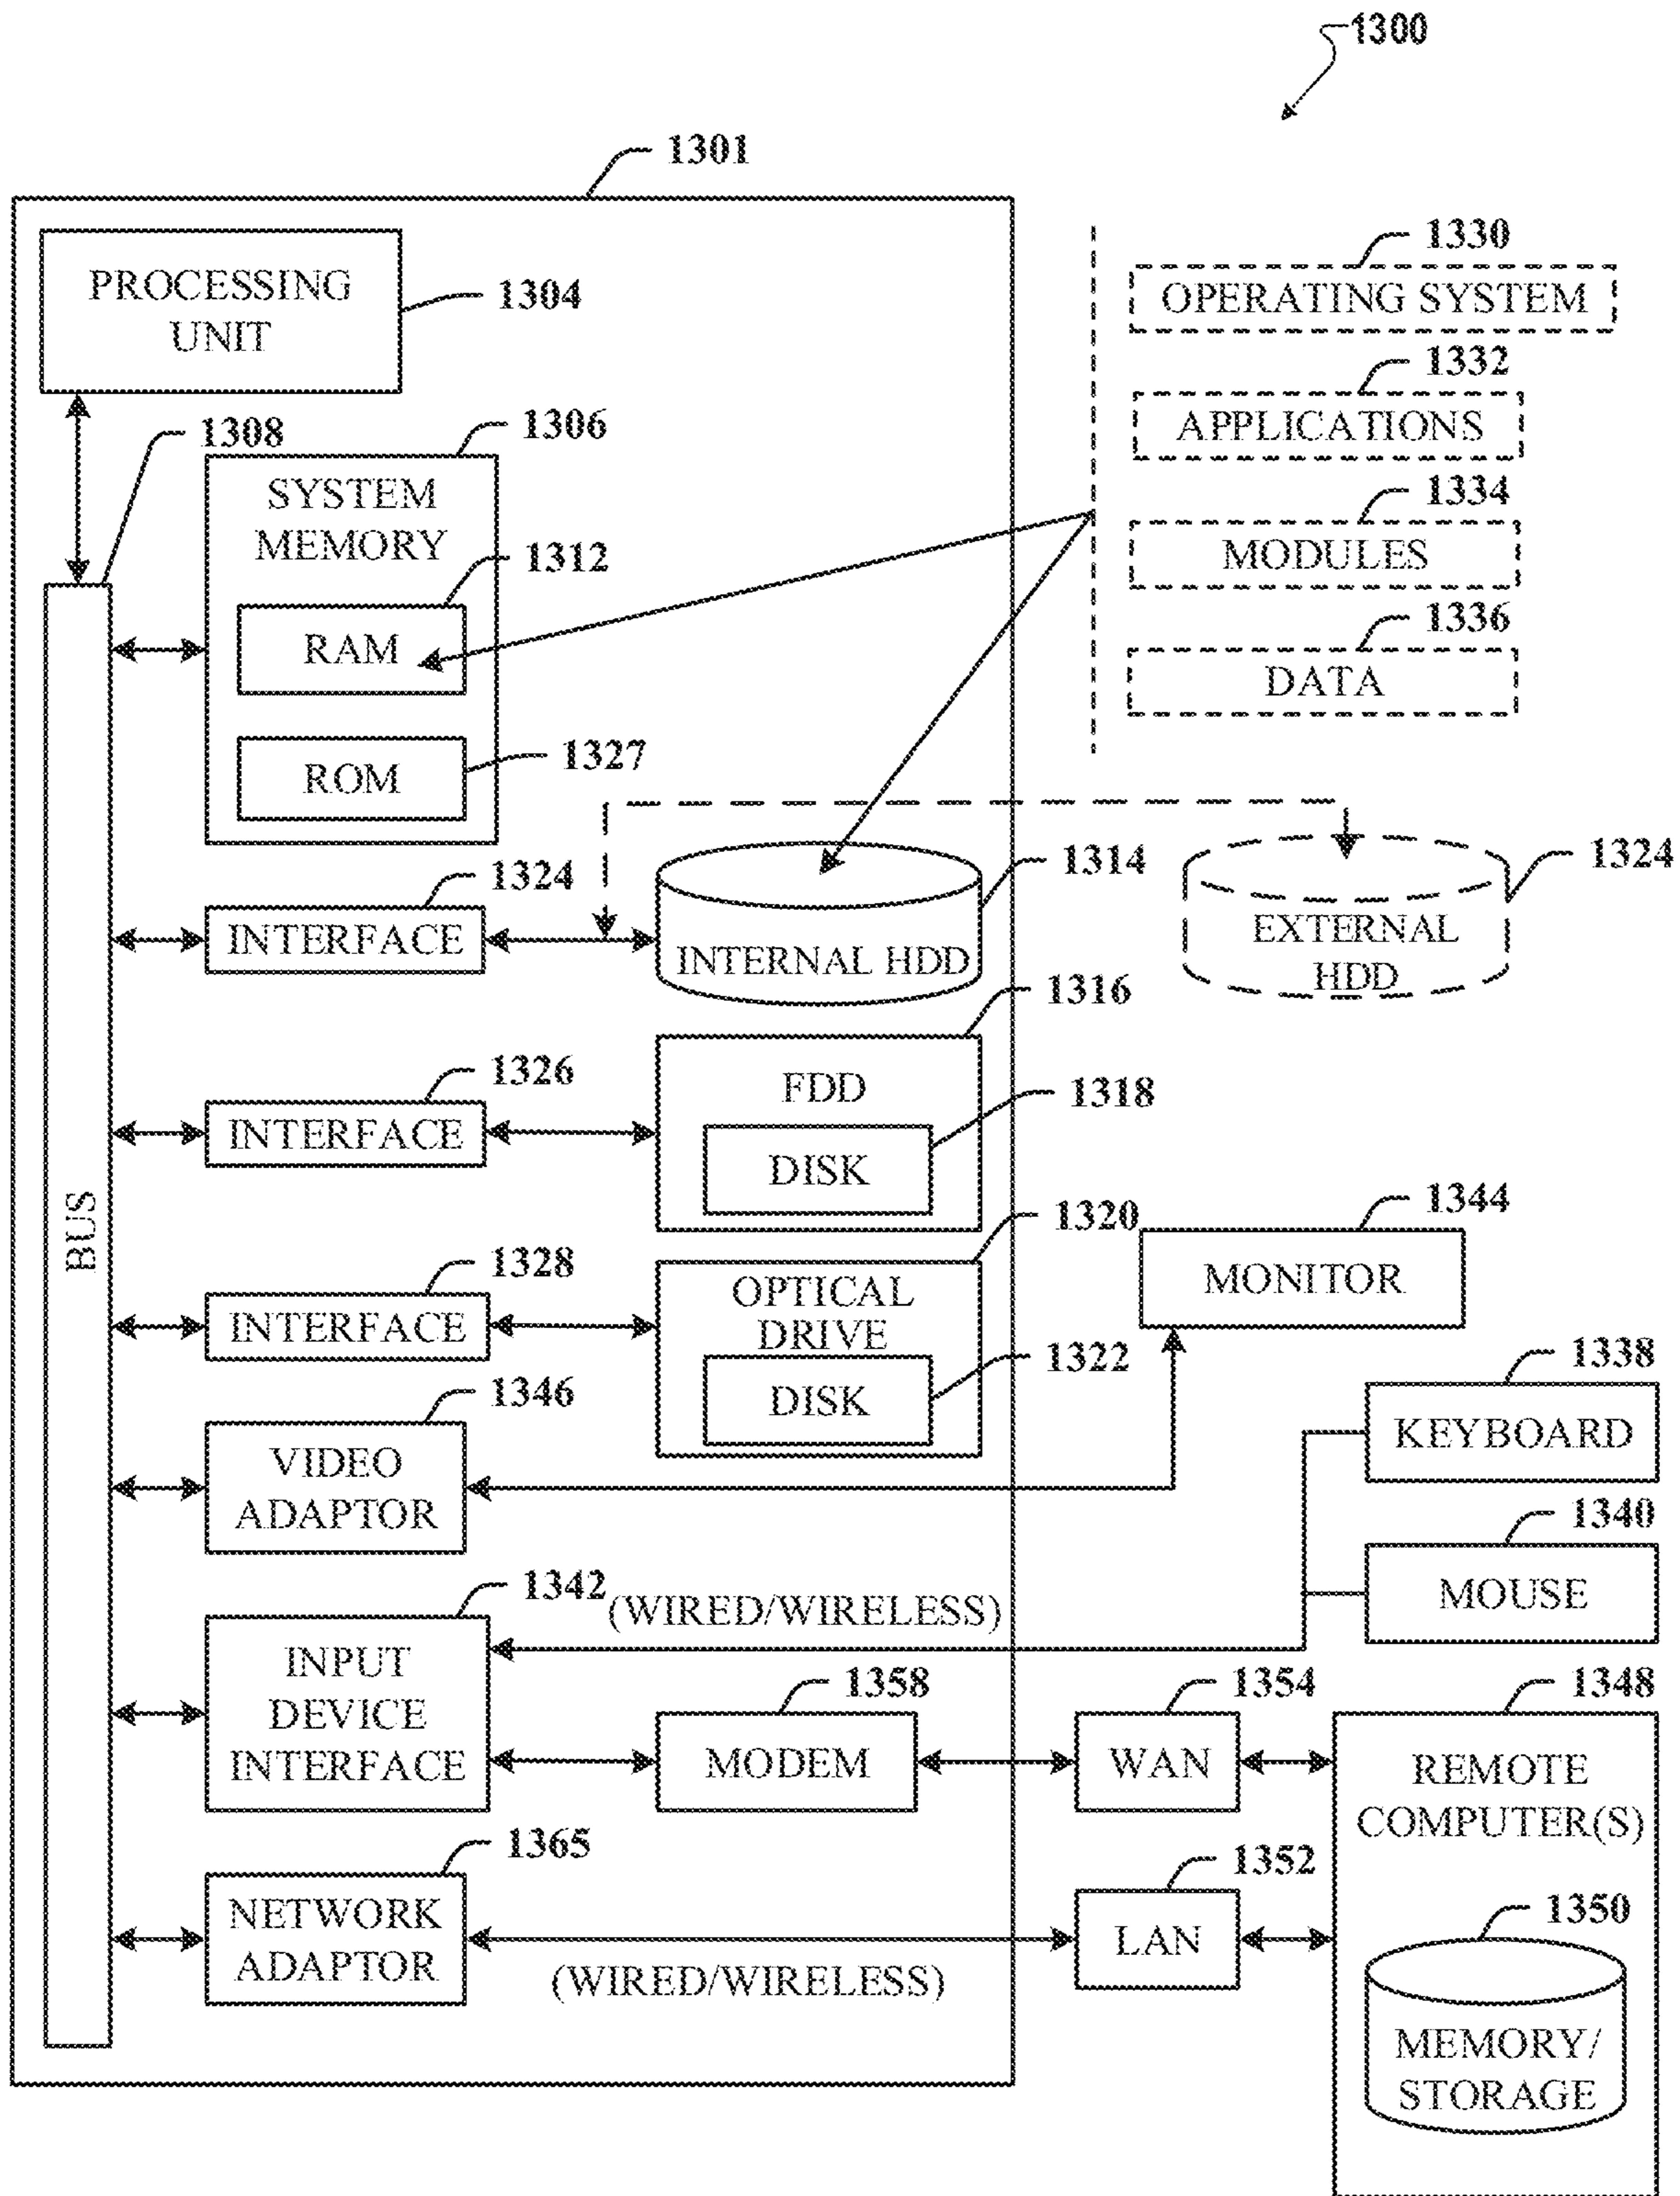 1300
1301
PROCESSING
UNIT
1304
1330
OPERATING SYSTEM
1332
APPLICATIONS
1334
MODULES
1336
DATA
1308
1306
SYSTEM
MEMORY
1312
RAM
1327
ROM
BUS
1324
INTERFACE
1314
INTERNAL HDD
1324
EXTERNAL
HDD
1316
1326
INTERFACE
FDD
1318
DISK
1320
1328
INTERFACE
OPTICAL
DRIVE
1322
DISK
1344
MONITOR
1346
VIDEO
ADAPTOR
1338
KEYBOARD
1340
MOUSE
1342
(WIRED/WIRELESS)
INPUT
DEVICE
INTERFACE
1358
MODEM
1354
WAN
1348
REMOTE
COMPUTER(S)
1365
NETWORK
ADAPTOR
(WIRED/WIRELESS)
1352
LAN
1350
MEMORY/
STORAGE